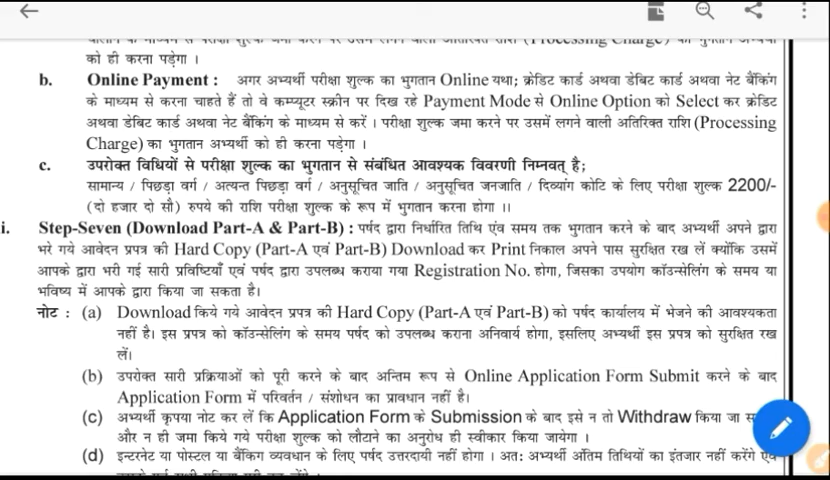 को ही करना पड़ेगा ।
b. Online Payment : अगर अभ्यर्थी परीक्षा शुल्क का भुगतान Online यथा; क्रेडिट कार्ड अथवा डेबिट कार्ड अथवा नेट बैंकिंग
के माध्यम से करना चाहते हैं तो वे कम्प्यूटर स्क्रीन पर दिख रहे Payment Mode से Online Option को Select कर क्रेडिट
अथवा डेबिट कार्ड अथवा नेट बैंकिंग के माध्यम से करें । परीक्षा शुल्क जमा करने पर उसमें लगने वाली अतिरिक्त राशि (Processing
Charge) का भुगतान अभ्यर्थी को ही करना पड़ेगा ।
c. उपरोक्त विधियों से परीक्षा शुल्क का भुगतान से संबंधित आवश्यक विवरणी निम्नवत् है;
सामान्य / पिछड़ा वर्ग / अत्यन्त पिछड़ा वर्ग / अनुसूचित जाति / अनुसूचित जनजाति / दिव्यांग कोटि के लिए परीक्षा शुल्क 2200/-
(दो हजार दो सौ) रुपये की राशि परीक्षा शुल्क के रूप में भुगतान करना होगा ।।
i. Step-Seven (Download Part-A & Part-B) : पर्षद द्वारा निर्धारित तिथि एंव समय तक भुगतान करने के बाद अभ्यर्थी अपने द्वारा
भरे गये आवेदन प्रपत्र की Hard Copy (Part-A एवं Part-B) Download कर Print निकाल अपने पास सुरक्षित रख लें क्योंकि उसमें
आपके द्वारा भरी गई सारी प्रविष्टियाँ एवं पर्षद द्वारा उपलब्ध कराया गया Registration No. होगा, जिसका उपयोग कॉउन्सेलिंग के समय या
भविष्य में आपके द्वारा किया जा सकता है।
नोट : (a) Download किये गये आवेदन प्रपत्र की Hard Copy (Part-A एवं Part-B) को पर्षद कार्यालय में भेजने की आवश्यकता
नहीं है। इस प्रपत्र को कॉउन्सेलिंग के समय पर्षद को उपलब्ध कराना अनिवार्य होगा, इसलिए अभ्यर्थी इस प्रपत्र को सुरक्षित रख
लें।
(b) उपरोक्त सारी प्रक्रियाओं को पूरी करने के बाद अन्तिम रूप से Online Application Form Submit करने के बाद
Application Form में परिवर्तन / संशोधन का प्रावधान नहीं है।
(c) अभ्यर्थी कृपया नोट कर लें कि Application Form के Submission के बाद इसे न तो Withdraw किया जा
और न ही जमा किये गये परीक्षा शुल्क को लौटाने का अनुरोध ही स्वीकार किया जायेगा ।
(d) इन्टरनेट या पोस्टल या बैंकिंग व्यवधान के लिए पर्षद उत्तरदायी नहीं होगा । अतः अभ्यर्थी अंतिम तिथियों का इंतजार नहीं करेंगे एवं